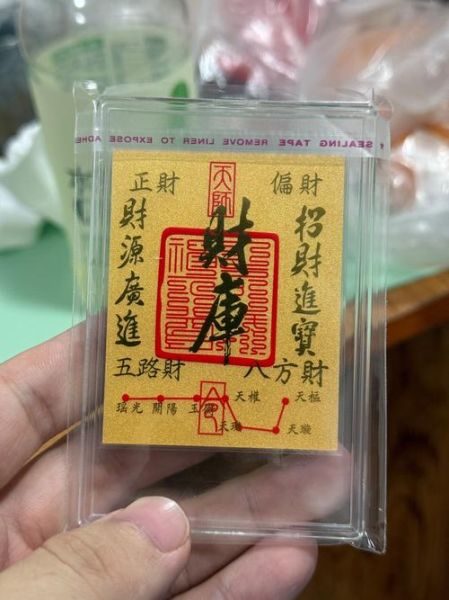 SEALING TAPE REMOVE LINER TO EXPOSE ADHE
正財
天師
偏財
招財進寶
財庫
財源廣進
五路財
八方財
瑶光 開陽 玉衡 天權 天樞
天璣 天璇